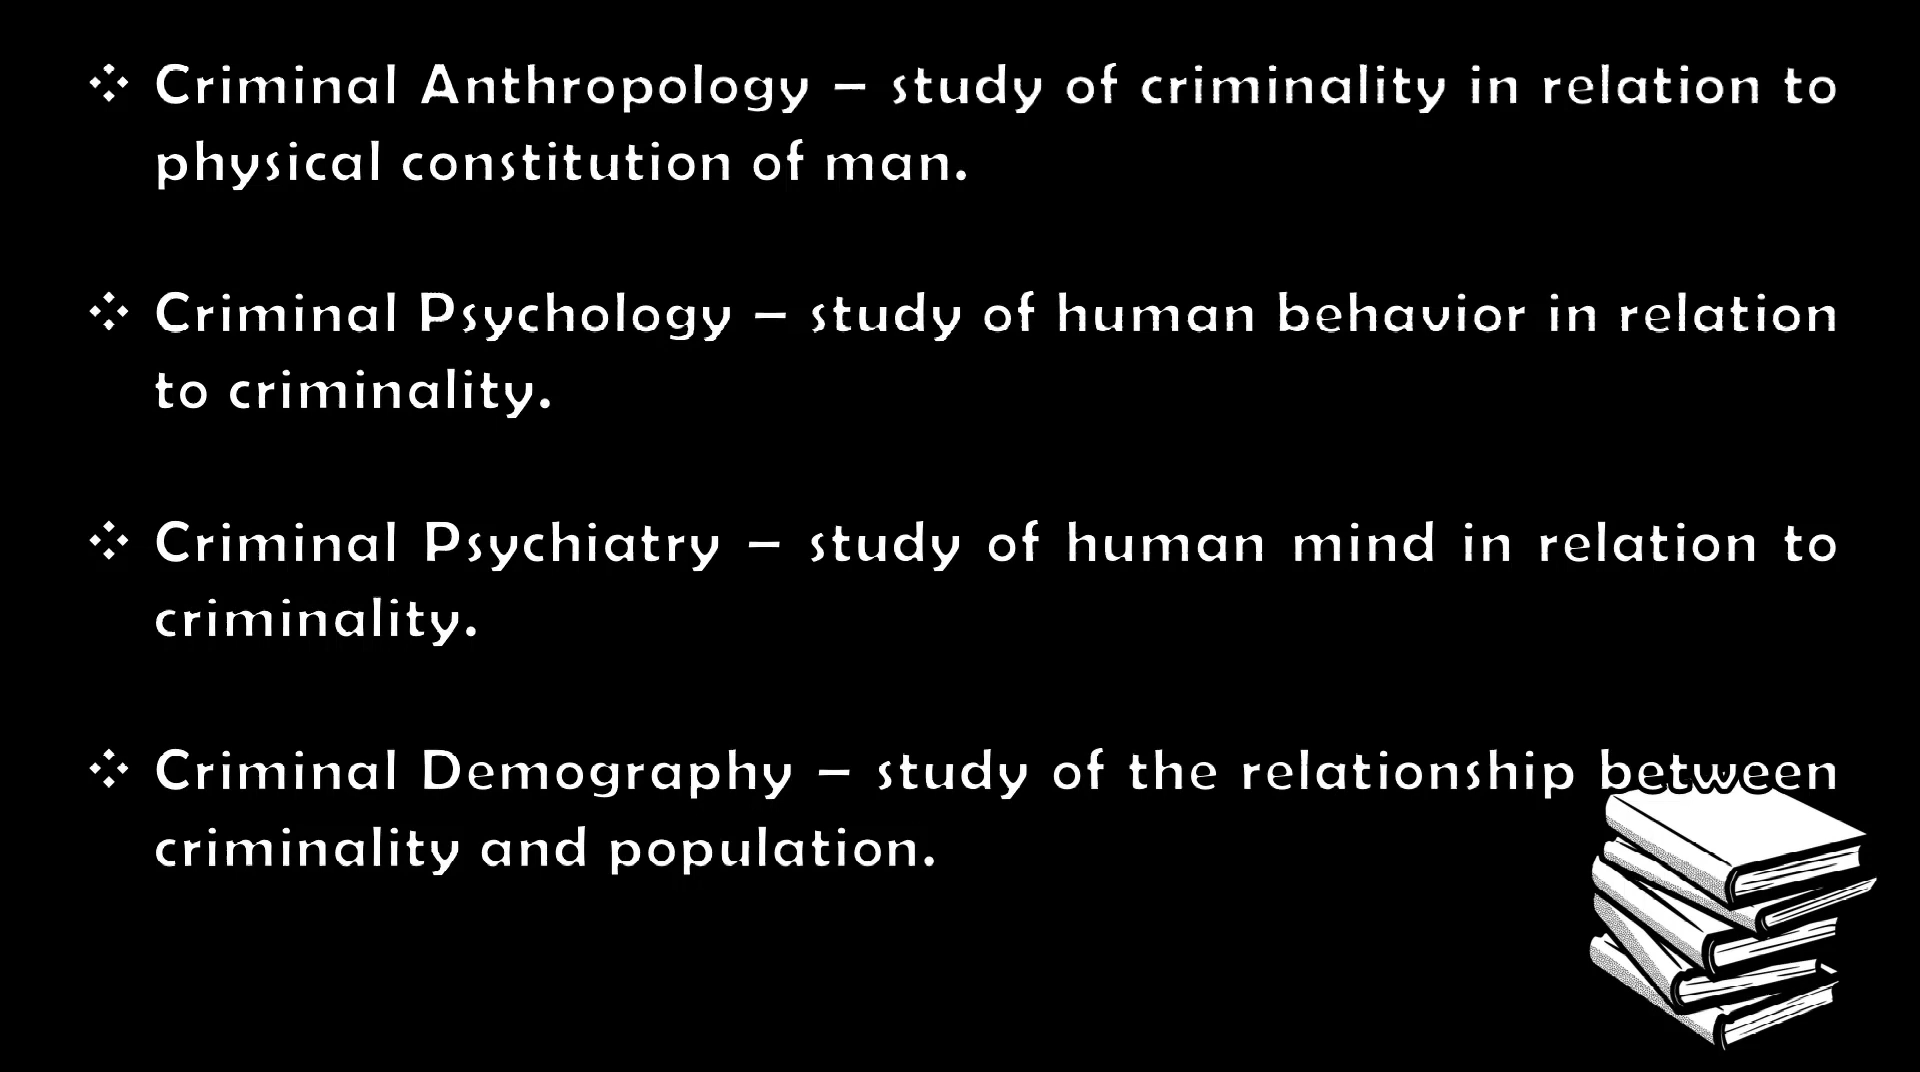 ❖ Criminal Anthropology – study of criminality in relation to
physical constitution of man.
❖ Criminal Psychology – study of human behavior in relation
to criminality.
❖ Criminal Psychiatry – study of human mind in relation to
criminality.
❖ Criminal Demography – study of the relationship between
criminality and population.